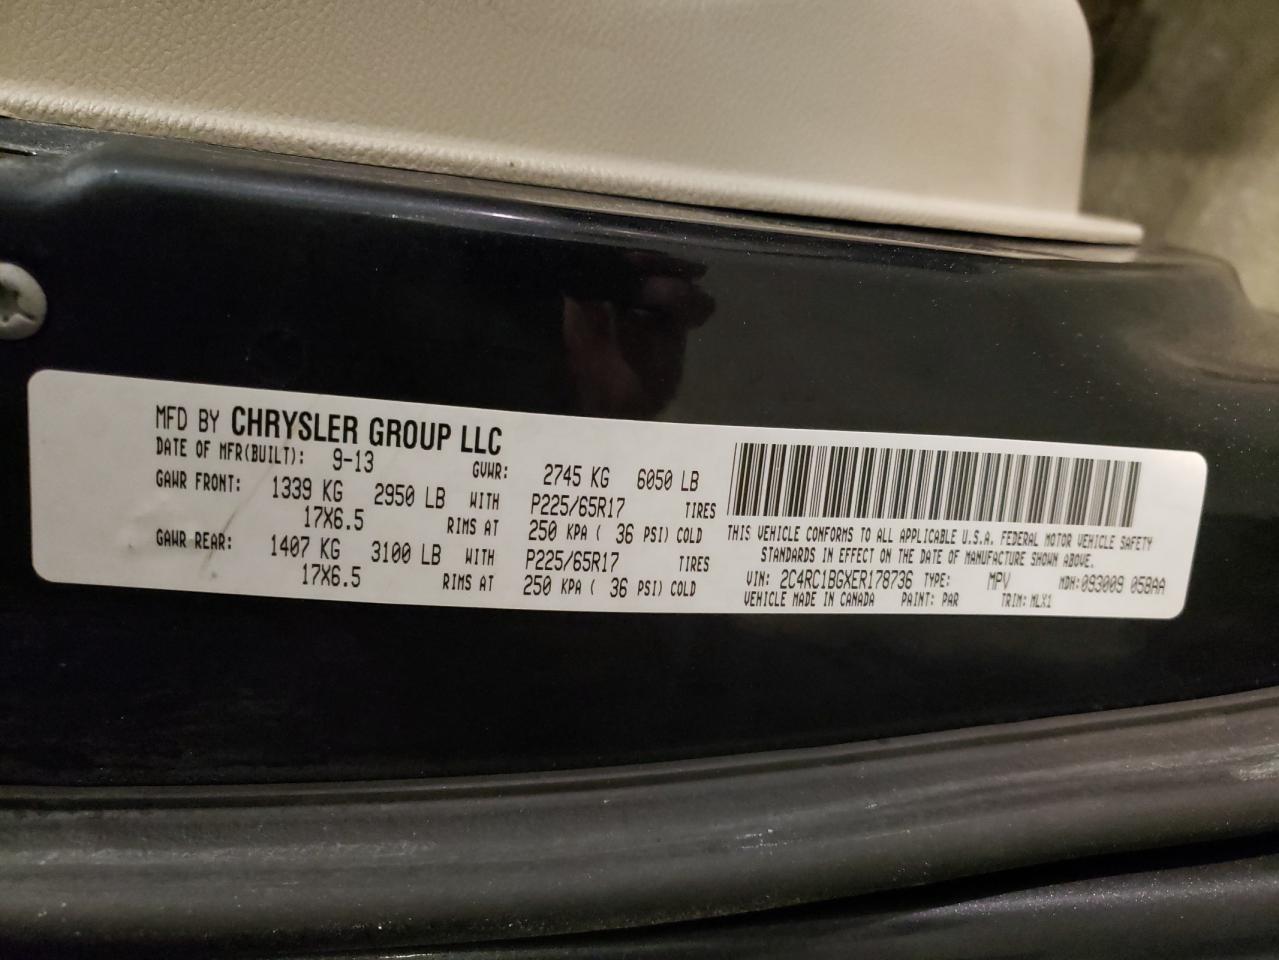 MFD BY CHRYSLER GROUP LLC
DATE OF MFR(BUILT): 9-13 GVWR: 2745 KG 6050 LB
GAWR FRONT: 1339 KG 2950 LB WITH P225/65R17 TIRES
17X6.5 RIMS AT 250 KPA ( 36 PSI) COLD
GAWR REAR: 1407 KG 3100 LB WITH P225/65R17 TIRES
17X6.5 RIMS AT 250 KPA ( 36 PSI) COLD
THIS VEHICLE CONFORMS TO ALL APPLICABLE U.S.A. FEDERAL MOTOR VEHICLE SAFETY
STANDARDS IN EFFECT ON THE DATE OF MANUFACTURE SHOWN ABOVE.
VIN: 2C4RC1BGXER178736 TYPE: MPV MDH:093009 058AA
VEHICLE MADE IN CANADA PAINT: PAR TRIM: MLX1